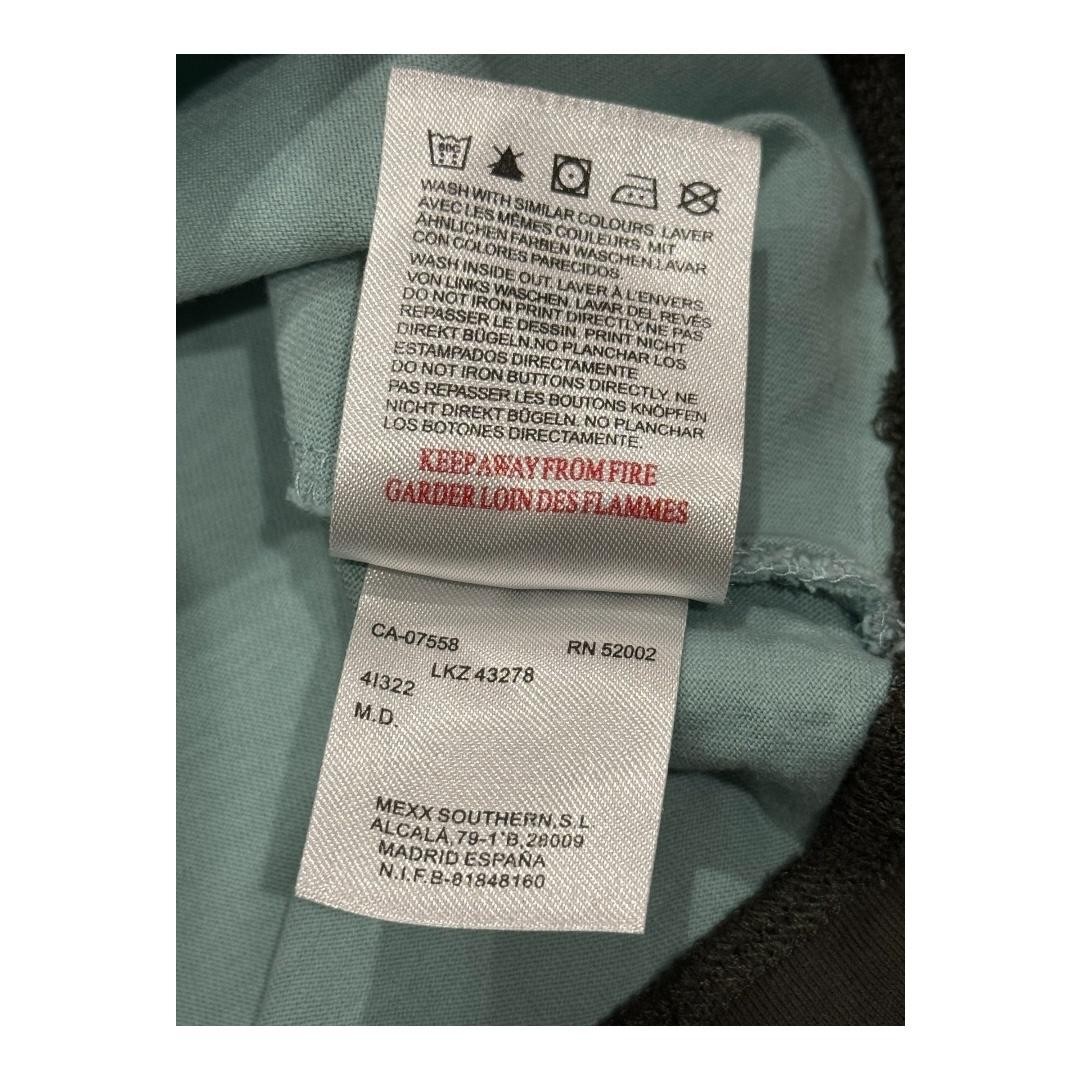 WASH WITH SIMILAR COLOURS. LAVER
AVEC LES MÊMES COULEURS. MIT
ÄHNLICHEN FARBEN WASCHEN.LAVAR
CON COLORES PARECIDOS
WASH INSIDE OUT. LAVER À L'ENVERS.
VON LINKS WASCHEN. LAVAR DEL REVÉS
DO NOT IRON PRINT DIRECTLY.NE PAS
REPASSER LE DESSIN. PRINT NICHT
DIREKT BÜGELN.NO PLANCHAR LOS
ESTAMPADOS DIRECTAMENTE
DO NOT IRON BUTTONS DIRECTLY. NE
PAS REPASSER LES BOUTONS KNÖPFEN
NICHT DIREKT BÜGELN. NO PLANCHAR
LOS BOTONES DIRECTAMENTE.
KEEP AWAY FROM FIRE
GARDER LOIN DES FLAMMES
CA-07558 RN 52002
LKZ 43278
41322
M.D.
MEXX SOUTHERN,S.L.
ALCALÁ,79-1°B,28009
MADRID ESPAÑA
N.I.F.B-81848160